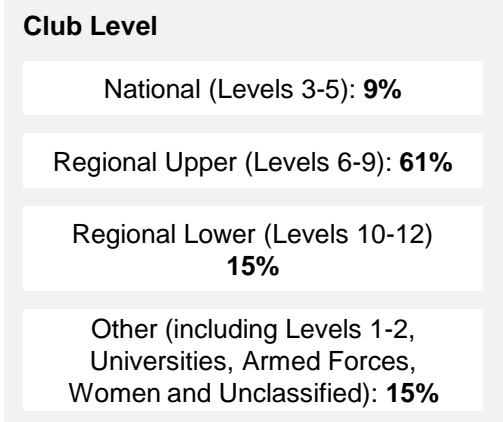 Club Level
National (Levels 3-5): 9%
Regional Upper (Levels 6-9): 61%
Regional Lower (Levels 10-12)
15%
Other (including Levels 1-2,
Universities, Armed Forces,
Women and Unclassified): 15%